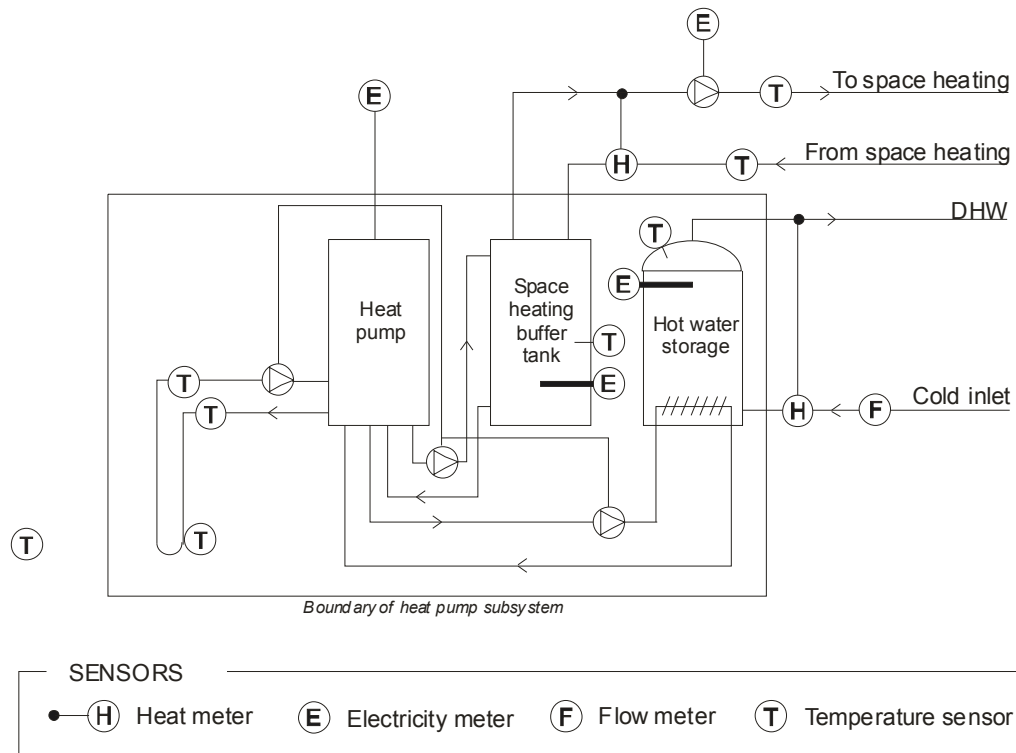 E
E
T
To space heating
H
T
From space heating
DHW
T
E
Heat
pump
Space
heating
buffer
tank
Hot water
storage
T
T
E
T
H
F
Cold inlet
T
T
Boundary of heat pump subsystem
SENSORS
H Heat meter
E Electricity meter
F Flow meter
T Temperature sensor